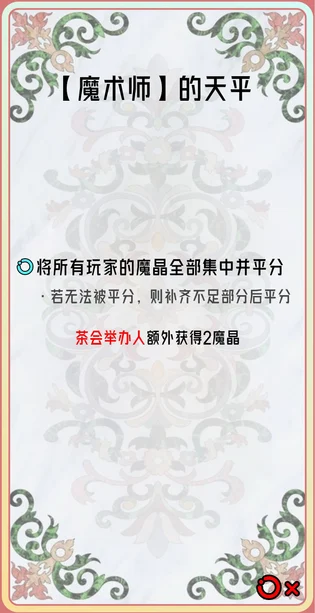 【魔术师】的天平
将所有玩家的魔晶全部集中并平分
·若无法被平分，则补齐不足部分后平分
茶会举办人额外获得2魔晶